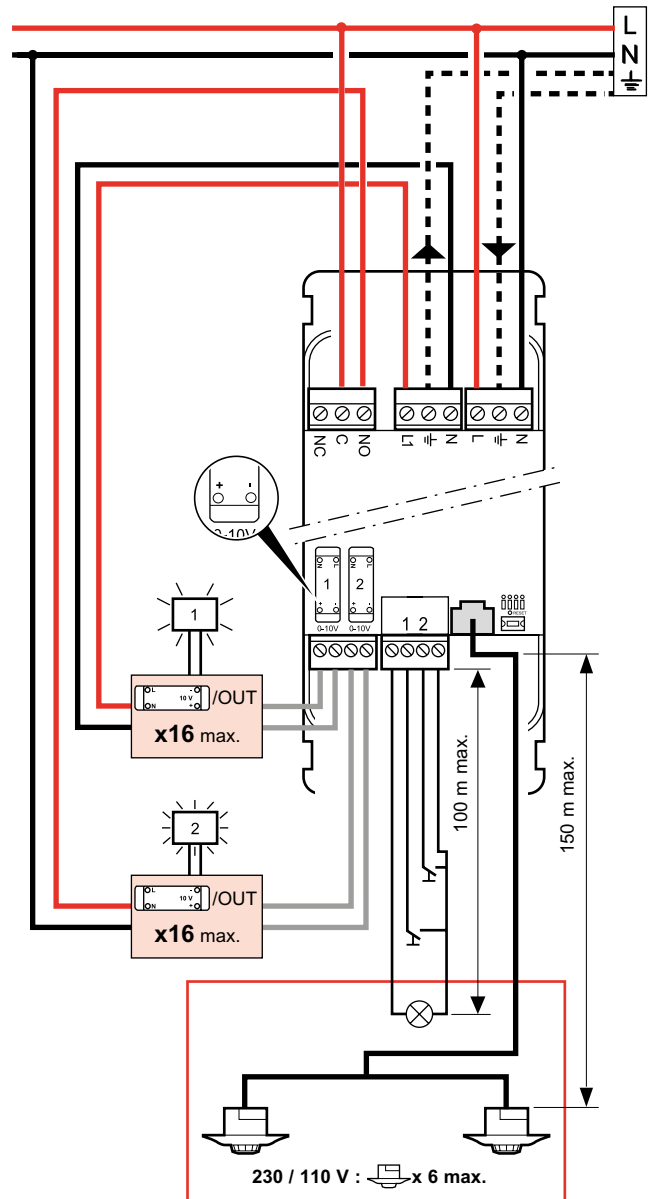 L
N
NC C NO L1 N L N
+ -
0-10V
N L N L
1 2
+ - + -
0-10V 0-10V
1 2
RESET
1
L -
N 10 V + /OUT
x16 max.
100 m max.
150 m max.
2
L -
N 10 V + /OUT
x16 max.
230 / 110 V : x 6 max.